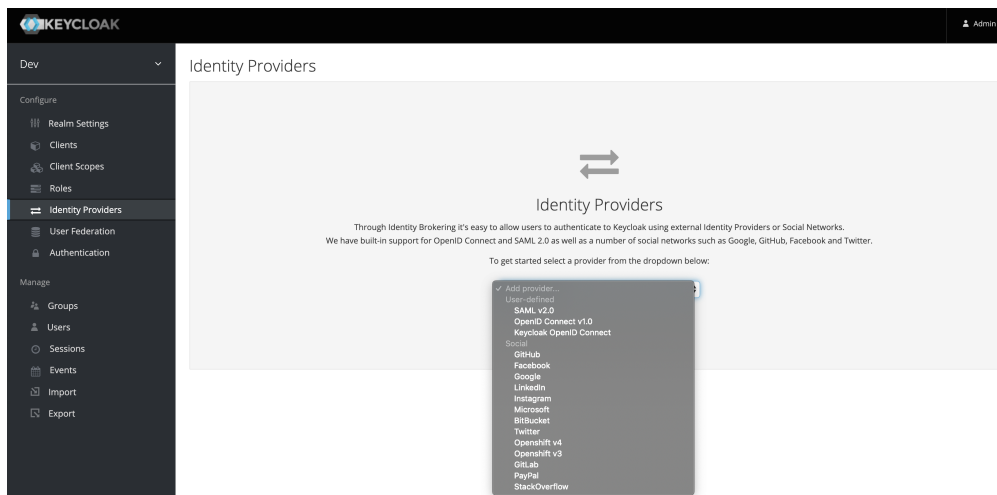 KEYCLOAK
Admin
Dev
Configure
Realm Settings
Clients
Client Scopes
Roles
Identity Providers
User Federation
Authentication
Manage
Groups
Users
Sessions
Events
Import
Export
Identity Providers
Identity Providers
Through Identity Brokering it's easy to allow users to authenticate to Keycloak using external Identity Providers or Social Networks.
We have built-in support for OpenID Connect and SAML 2.0 as well as a number of social networks such as Google, GitHub, Facebook and Twitter.
To get started select a provider from the dropdown below:
Add provider...
User-defined
SAML v2.0
OpenID Connect v1.0
Keycloak OpenID Connect
Social
GitHub
Facebook
Google
LinkedIn
Instagram
Microsoft
BitBucket
Twitter
Openshift v4
Openshift v3
GitLab
PayPal
StackOverflow